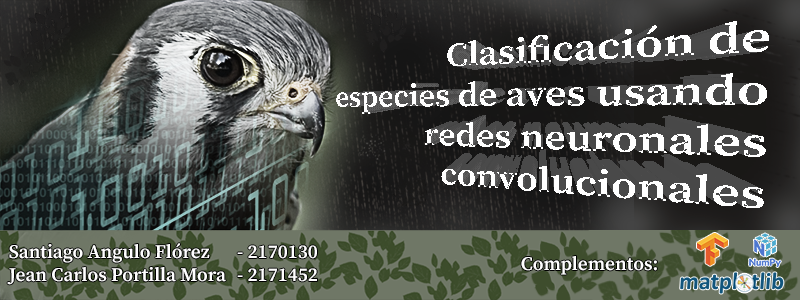 Clasificación de
especies de aves usando
redes neuronales
convolucionales
Santiago Angulo Flórez - 2170130
Jean Carlos Portilla Mora - 2171452
Complementos:
NumPy
matplotlib